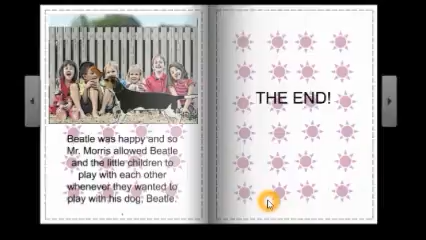 Beatle was happy and so
Mr. Morris allowed Beatle
and the little children to
play with each other
whenever they wanted to
play with his dog, Beatle.
THE END!